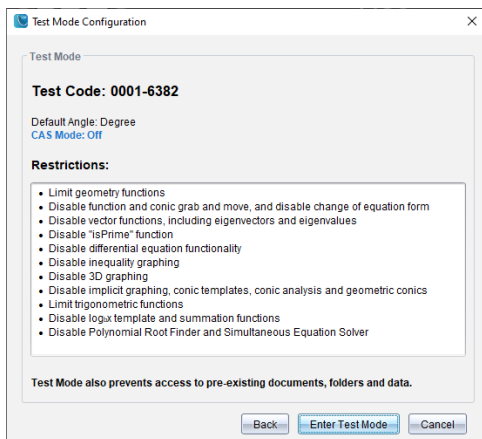 Test Mode Configuration
Test Mode
Test Code: 0001-6382
Default Angle: Degree
CAS Mode: Off
Restrictions:
• Limit geometry functions
• Disable function and conic grab and move, and disable change of equation form
• Disable vector functions, including eigenvectors and eigenvalues
• Disable "isPrime" function
• Disable differential equation functionality
• Disable inequality graphing
• Disable 3D graphing
• Disable implicit graphing, conic templates, conic analysis and geometric conics
• Limit trigonometric functions
• Disable logbx template and summation functions
• Disable Polynomial Root Finder and Simultaneous Equation Solver
Test Mode also prevents access to pre-existing documents, folders and data.
Back Enter Test Mode Cancel